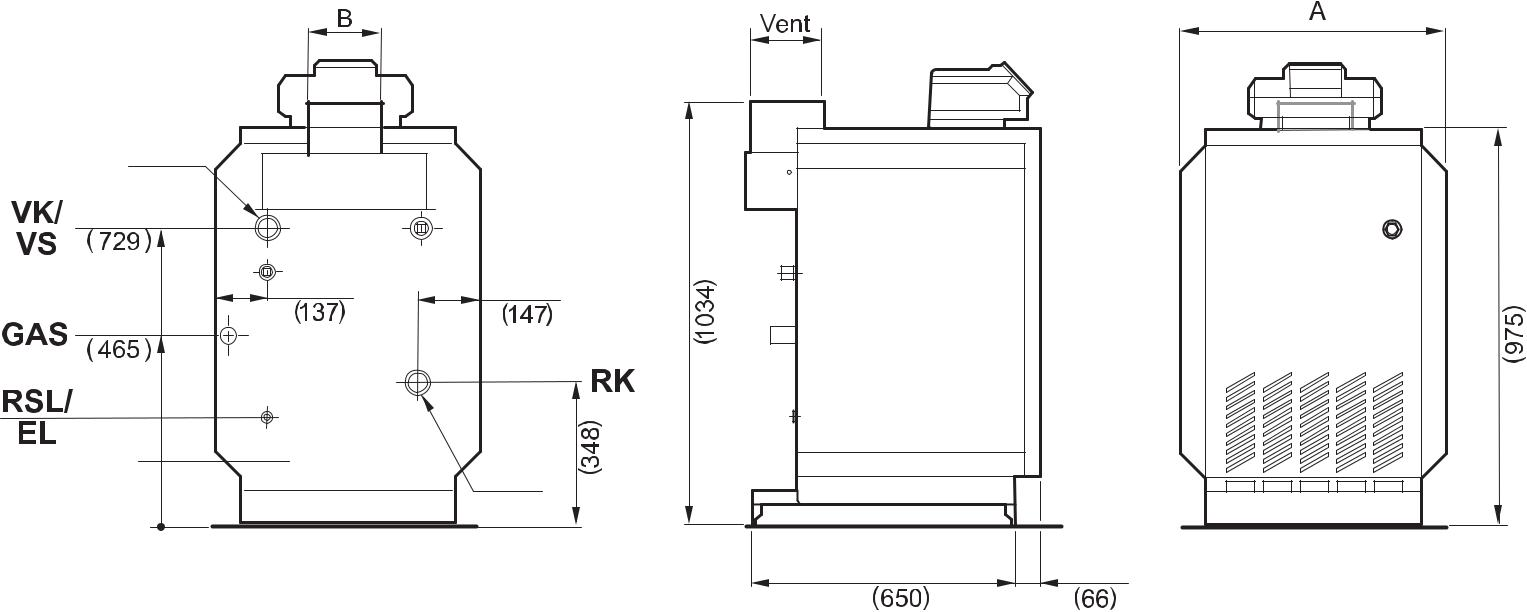 B
VK/
VS
(729)
(137)
(147)
GAS
(465)
RK
RSL/
EL
(348)
Vent
(1034)
(650)
(66)
A
(975)